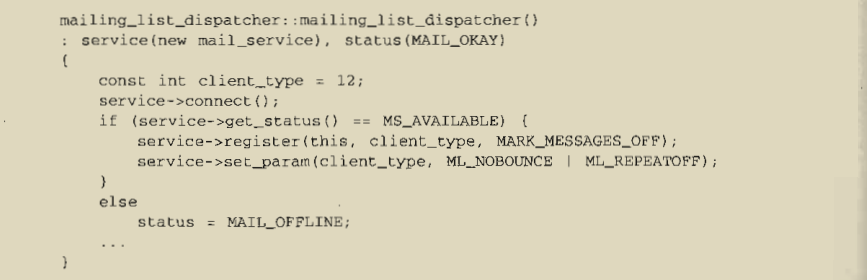 mailing_list_dispatcher::mailing_list_dispatcher()
: service(new mail_service), status(MAIL_OKAY)
{
    const int client_type = 12;
    service->connect();
    if (service->get_status() == MS_AVAILABLE) {
        service->register(this, client_type, MARK_MESSAGES_OFF);
        service->set_param(client_type, ML_NOBOUNCE | ML_REPEATOFF);
    }
    else
        status = MAIL_OFFLINE;
    ...
}